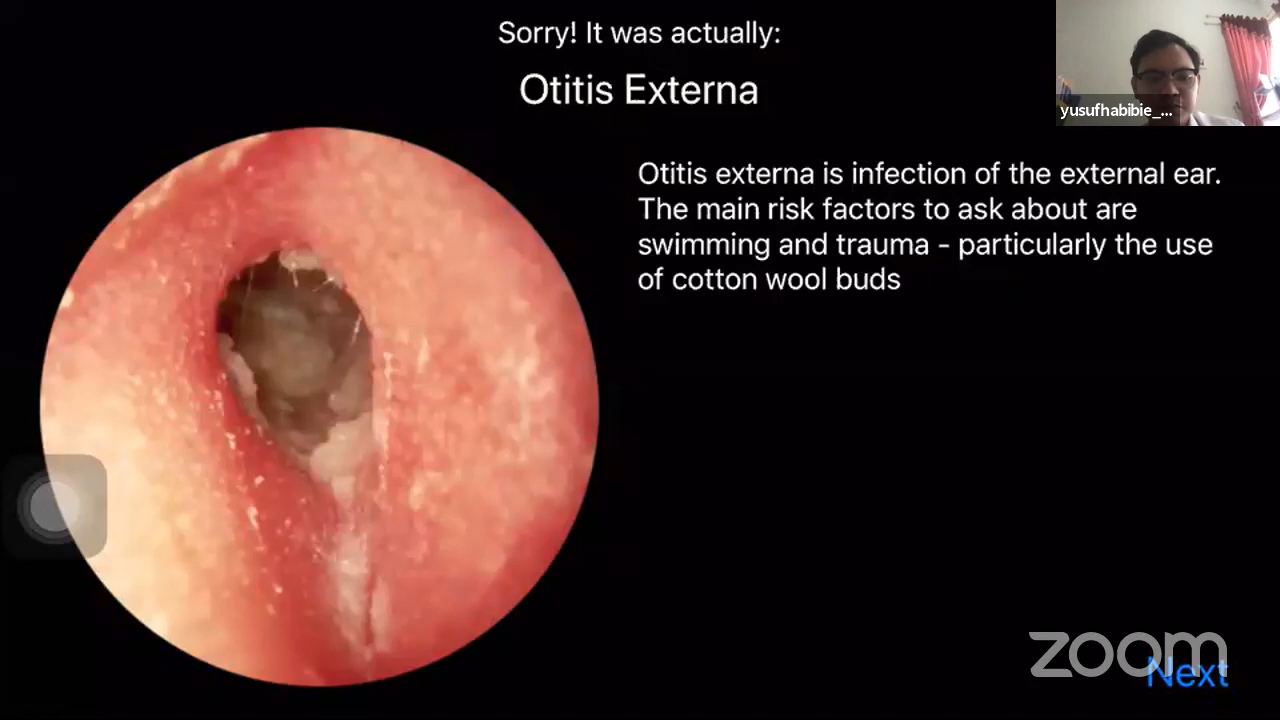 Sorry! It was actually:
Otitis Externa
yusufhabibie_...
Otitis externa is infection of the external ear.
The main risk factors to ask about are
swimming and trauma - particularly the use
of cotton wool buds
zoom
Next